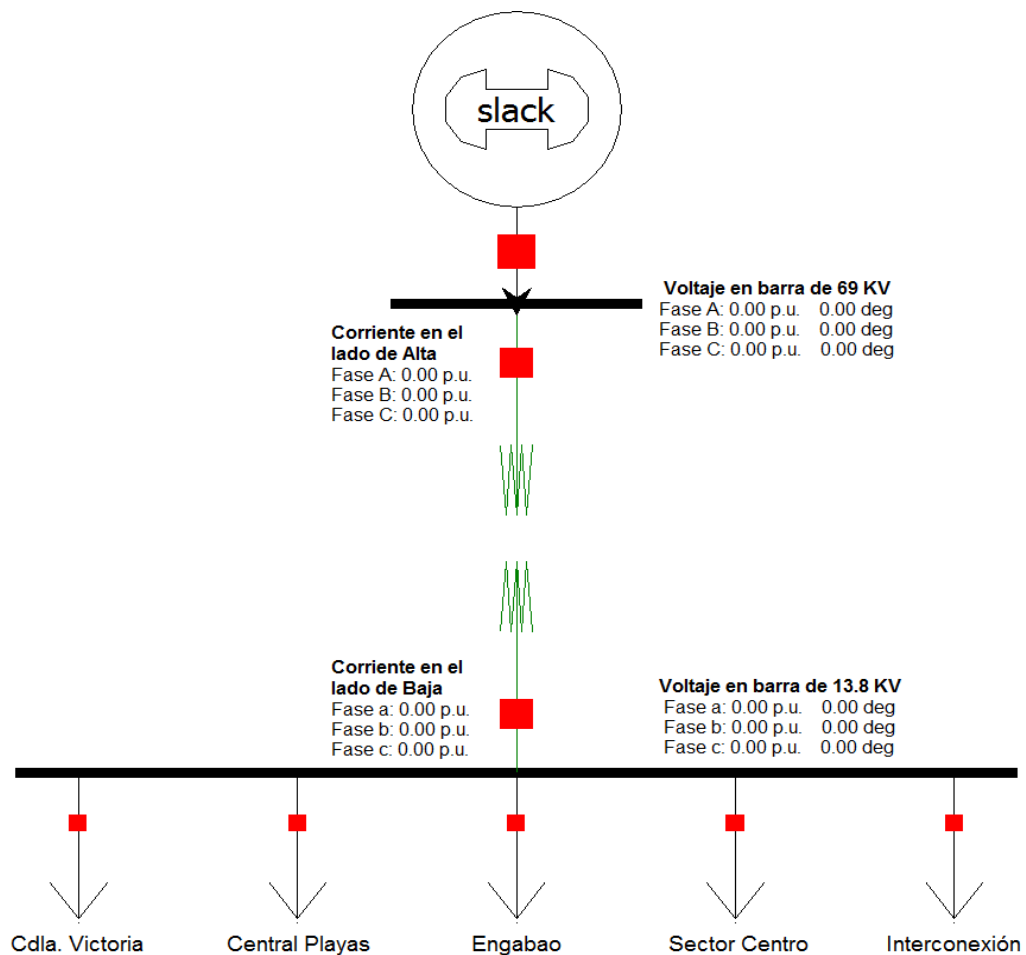 slack
Voltaje en barra de 69 KV
Fase A: 0.00 p.u. 0.00 deg
Fase B: 0.00 p.u. 0.00 deg
Fase C: 0.00 p.u. 0.00 deg
Corriente en el
lado de Alta
Fase A: 0.00 p.u.
Fase B: 0.00 p.u.
Fase C: 0.00 p.u.
Corriente en el
lado de Baja
Fase a: 0.00 p.u.
Fase b: 0.00 p.u.
Fase c: 0.00 p.u.
Voltaje en barra de 13.8 KV
Fase a: 0.00 p.u. 0.00 deg
Fase b: 0.00 p.u. 0.00 deg
Fase c: 0.00 p.u. 0.00 deg
Cdla. Victoria
Central Playas
Engabao
Sector Centro
Interconexión